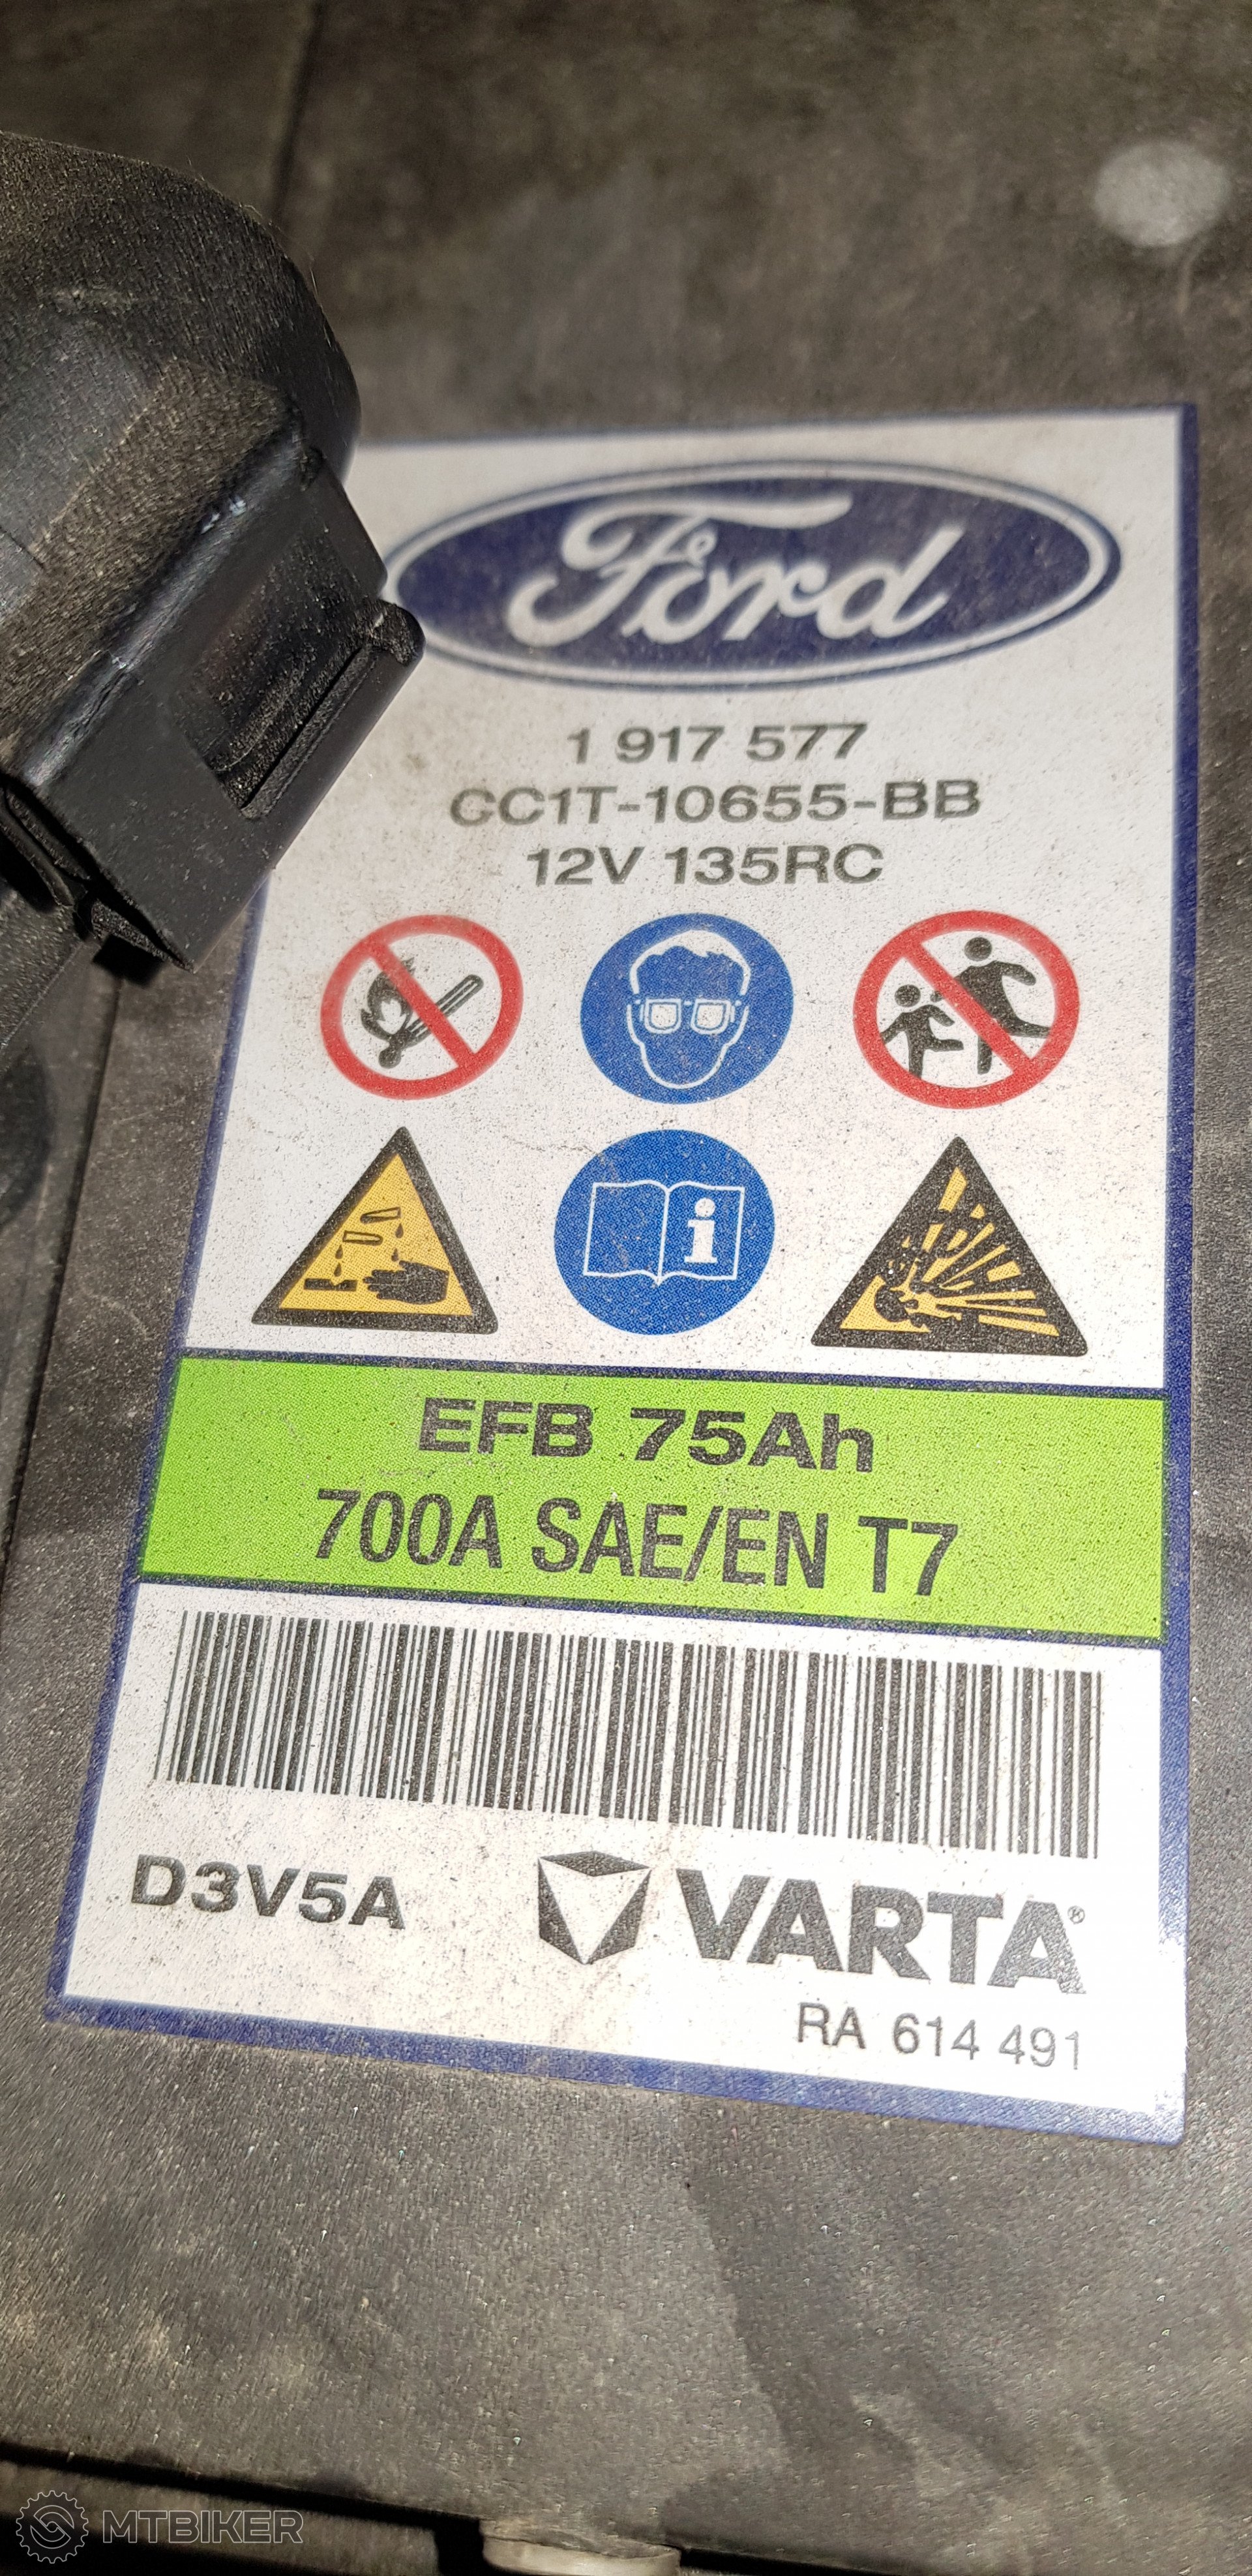 Ford
1 917 577
CC1T-10655-BB
12V 135RC
i
EFB 75Ah
700A SAE/EN T7
D3V5A
VARTA®
RA 614 491
MTBIKER